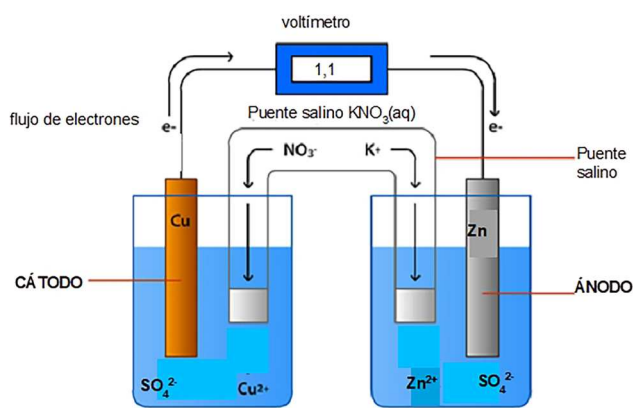 voltímetro
1,1
flujo de electrones
e-
e-
Puente salino KNO₃(aq)
NO₃-
K+
Puente
salino
Cu
Zn
CÁTODO
ÁNODO
SO₄²⁻
Cu²⁺
Zn²⁺
SO₄²⁻